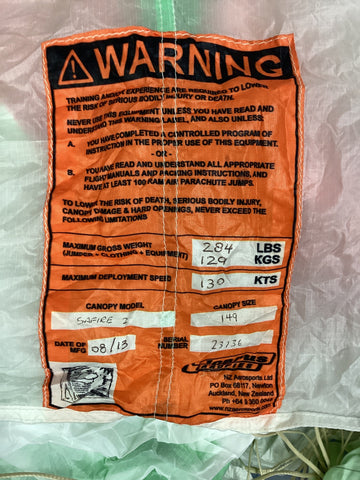 WARNING
TRAINING AND/OR EXPERIENCE ARE REQUIRED TO LOWER
THE RISK OF SERIOUS BODILY INJURY OR DEATH.
NEVER USE THIS EQUIPMENT UNLESS YOU HAVE READ AND
UNDERSTAND THIS WARNING LABEL, AND ALSO UNLESS:
A. YOU HAVE COMPLETED A CONTROLLED PROGRAM OF
INSTRUCTION IN THE PROPER USE OF THIS EQUIPMENT.
- OR -
B. YOU HAVE READ AND UNDERSTAND ALL APPROPRIATE
FLIGHT MANUALS AND PACKING INSTRUCTIONS, AND
HAVE AT LEAST 100 RAM AIR PARACHUTE JUMPS.
TO LOWER THE RISK OF DEATH, SERIOUS BODILY INJURY,
CANOPY DAMAGE & HARD OPENINGS, NEVER EXCEED THE
FOLLOWING LIMITATIONS
MAXIMUM GROSS WEIGHT 284 LBS
(JUMPER + CLOTHING + EQUIPMENT) 129 KGS
MAXIMUM DEPLOYMENT SPEED 130 KTS
CANOPY MODEL CANOPY SIZE
SAFIRE 2 149
DATE OF MFG 08/13 SERIAL NUMBER 23736
NZ Aerosports Ltd
PO Box 68117, Newton
Auckland, New Zealand
www.nzaerosports.com